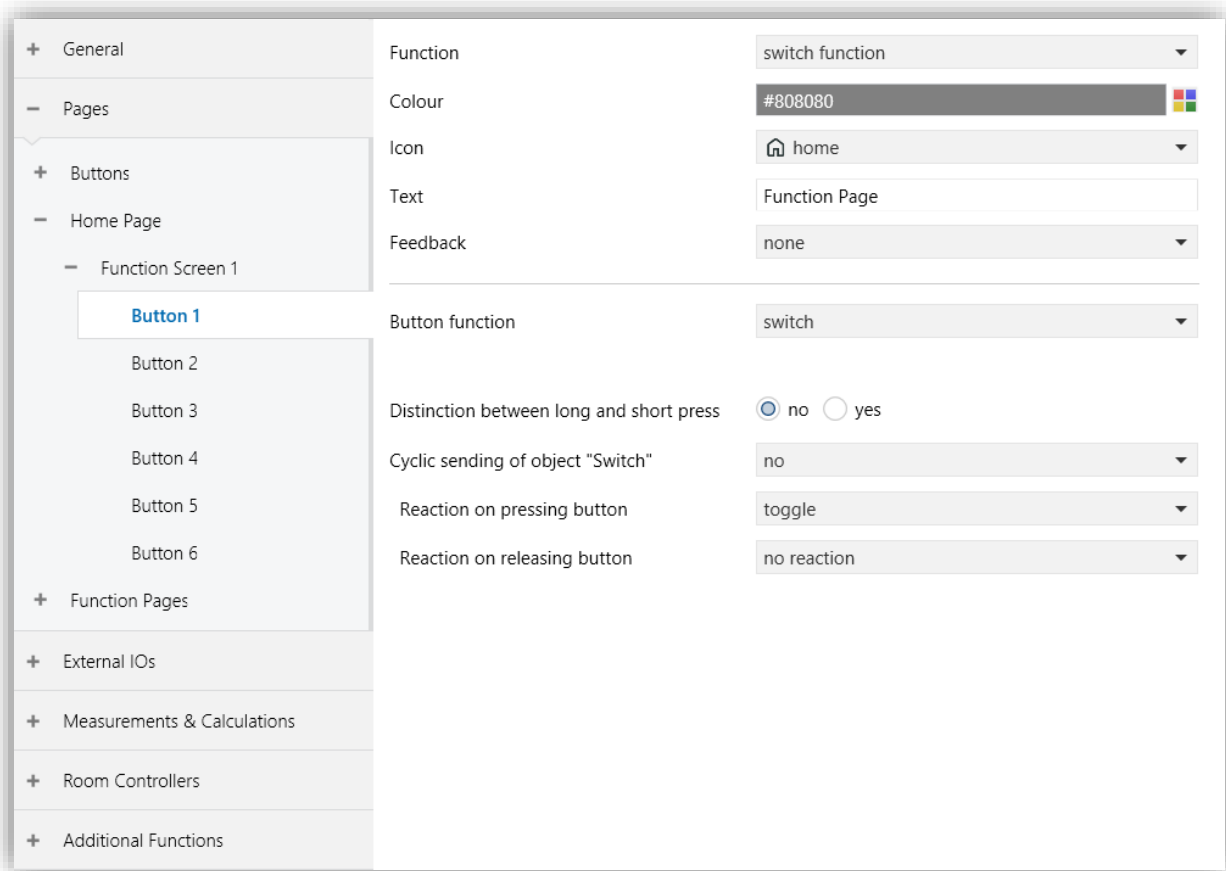 General
Pages
Buttons
Home Page
Function Screen 1
Button 1
Button 2
Button 3
Button 4
Button 5
Button 6
Function Pages
External IOs
Measurements & Calculations
Room Controllers
Additional Functions
Function switch function
Colour #808080
Icon home
Text Function Page
Feedback none
Button function switch
Distinction between long and short press no yes
Cyclic sending of object "Switch" no
Reaction on pressing button toggle
Reaction on releasing button no reaction